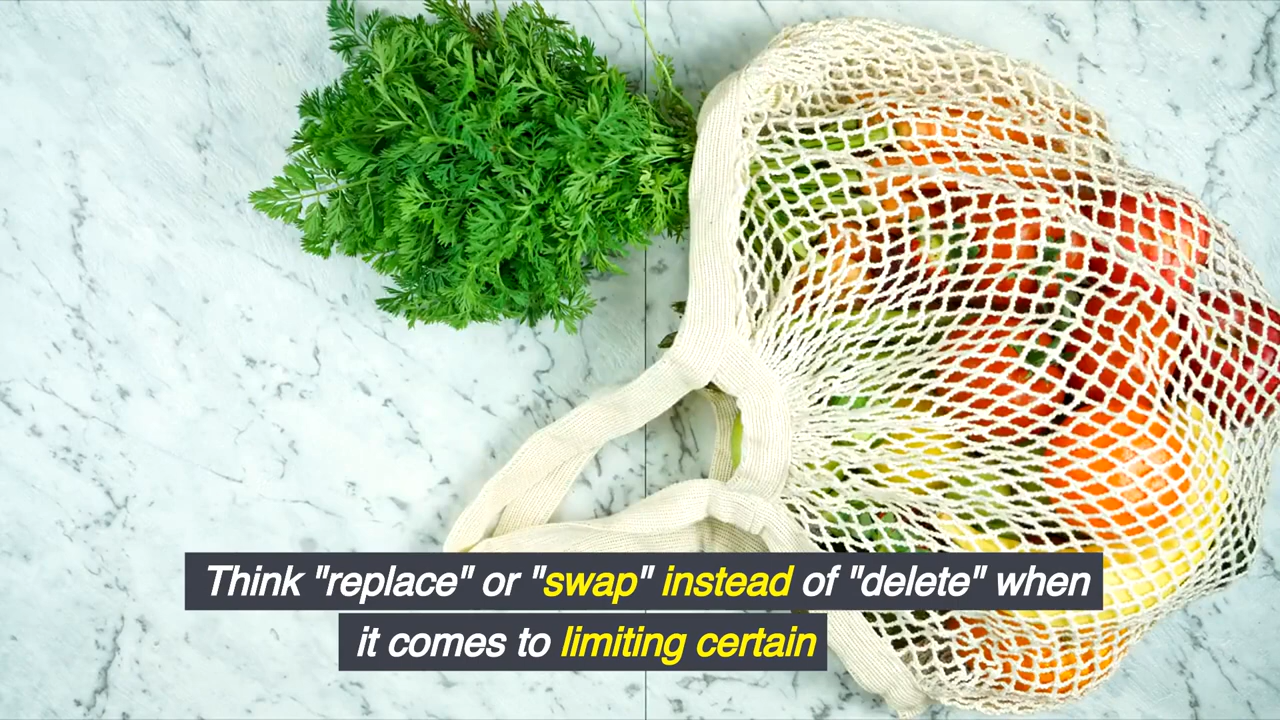 Think "replace" or "swap" instead of "delete" when
it comes to limiting certain